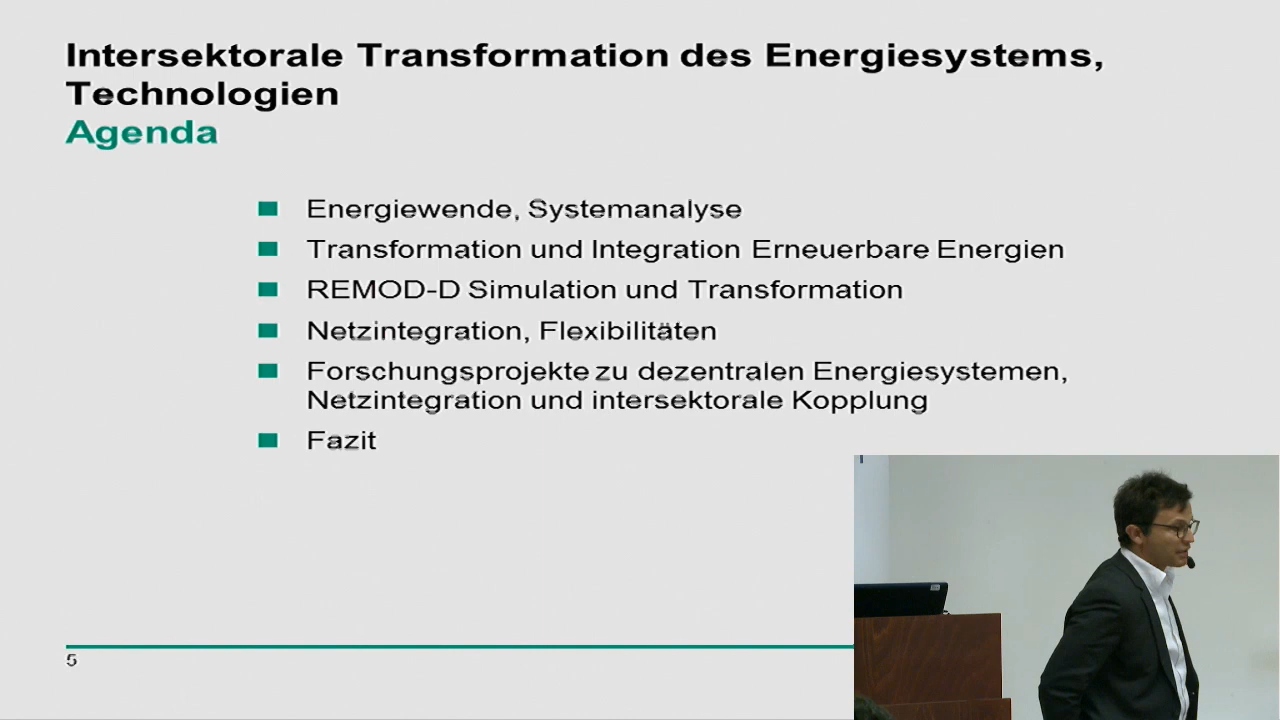 Intersektorale Transformation des Energiesystems,
Technologien
Agenda
Energiewende, Systemanalyse
Transformation und Integration Erneuerbare Energien
REMOD-D Simulation und Transformation
Netzintegration, Flexibilitäten
Forschungsprojekte zu dezentralen Energiesystemen,
Netzintegration und intersektorale Kopplung
Fazit
5